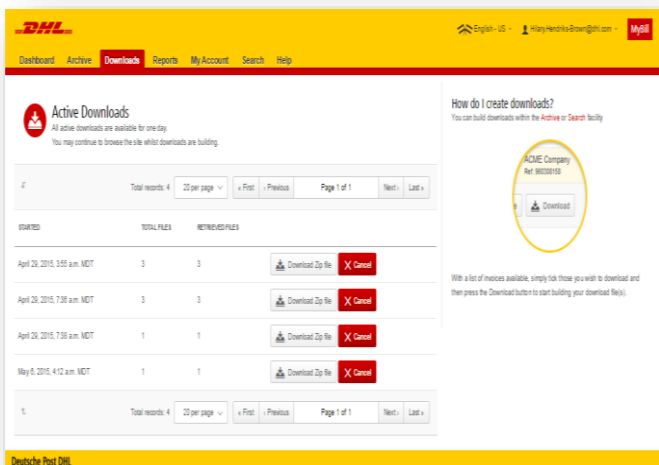 DHL
English - US
Hilary.Hendriks-Brown@dhl.com
MyBill
Dashboard Archive Downloads Reports My Account Search Help
Active Downloads
All active downloads are available for one day.
You may continue to browse the site whilst downloads are building.
How do I create downloads?
You can build downloads within the Archive or Search facility
ACME Company
Ref: 960308158
Download
With a list of invoices available, simply tick those you wish to download and
then press the Download button to start building your download file(s).
Total records: 4 20 per page « First ‹ Previous Page 1 of 1 Next › Last »
STARTED TOTAL FILES RETRIEVED FILES
April 29, 2015, 3:55 a.m. MDT 3 3 Download Zip file X Cancel
April 29, 2015, 7:36 a.m. MDT 3 3 Download Zip file X Cancel
April 29, 2015, 7:38 a.m. MDT 1 1 Download Zip file X Cancel
May 6, 2015, 4:12 a.m. MDT 1 1 Download Zip file X Cancel
Total records: 4 20 per page « First ‹ Previous Page 1 of 1 Next › Last »
Deutsche Post DHL